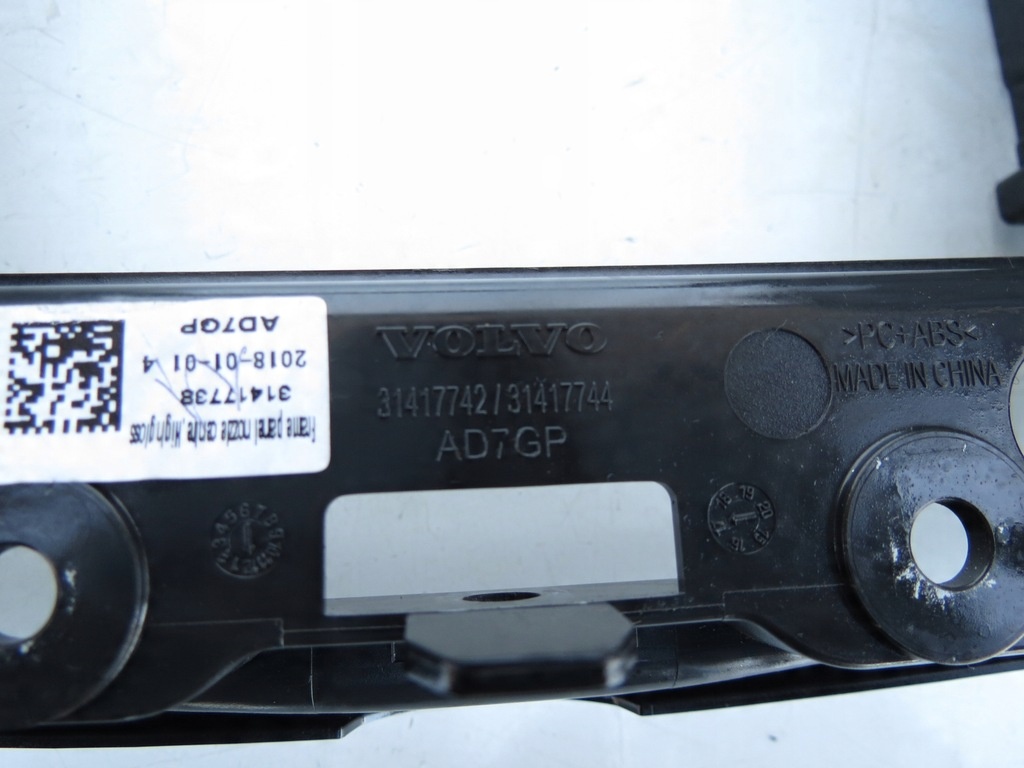 Frame panel nozzle centre, High gloss
31417738
2018-01-01 4
AD7GP
VOLVO
31417742/31417744
AD7GP
>PC+ABS<
MADE IN CHINA